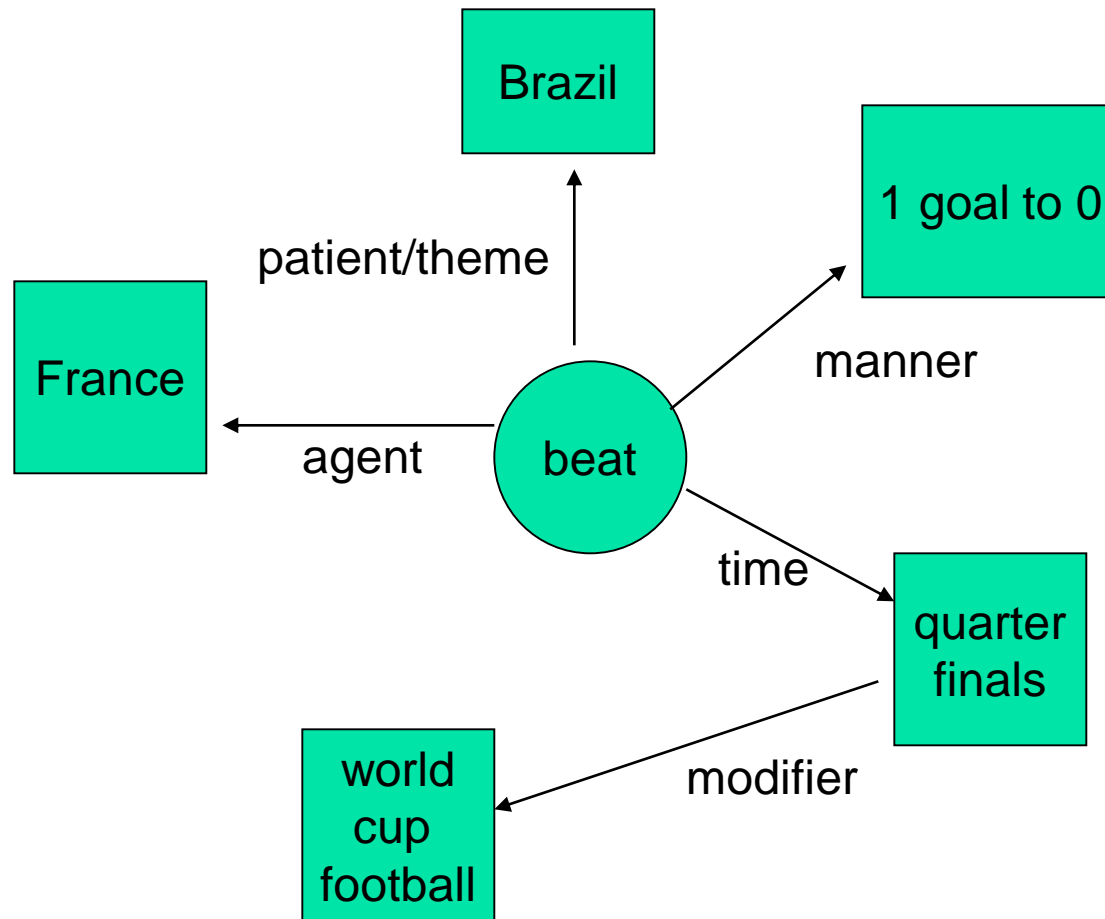 Brazil
1 goal to 0
patient/theme
France
manner
agent
beat
time
quarter
finals
modifier
world
cup
football